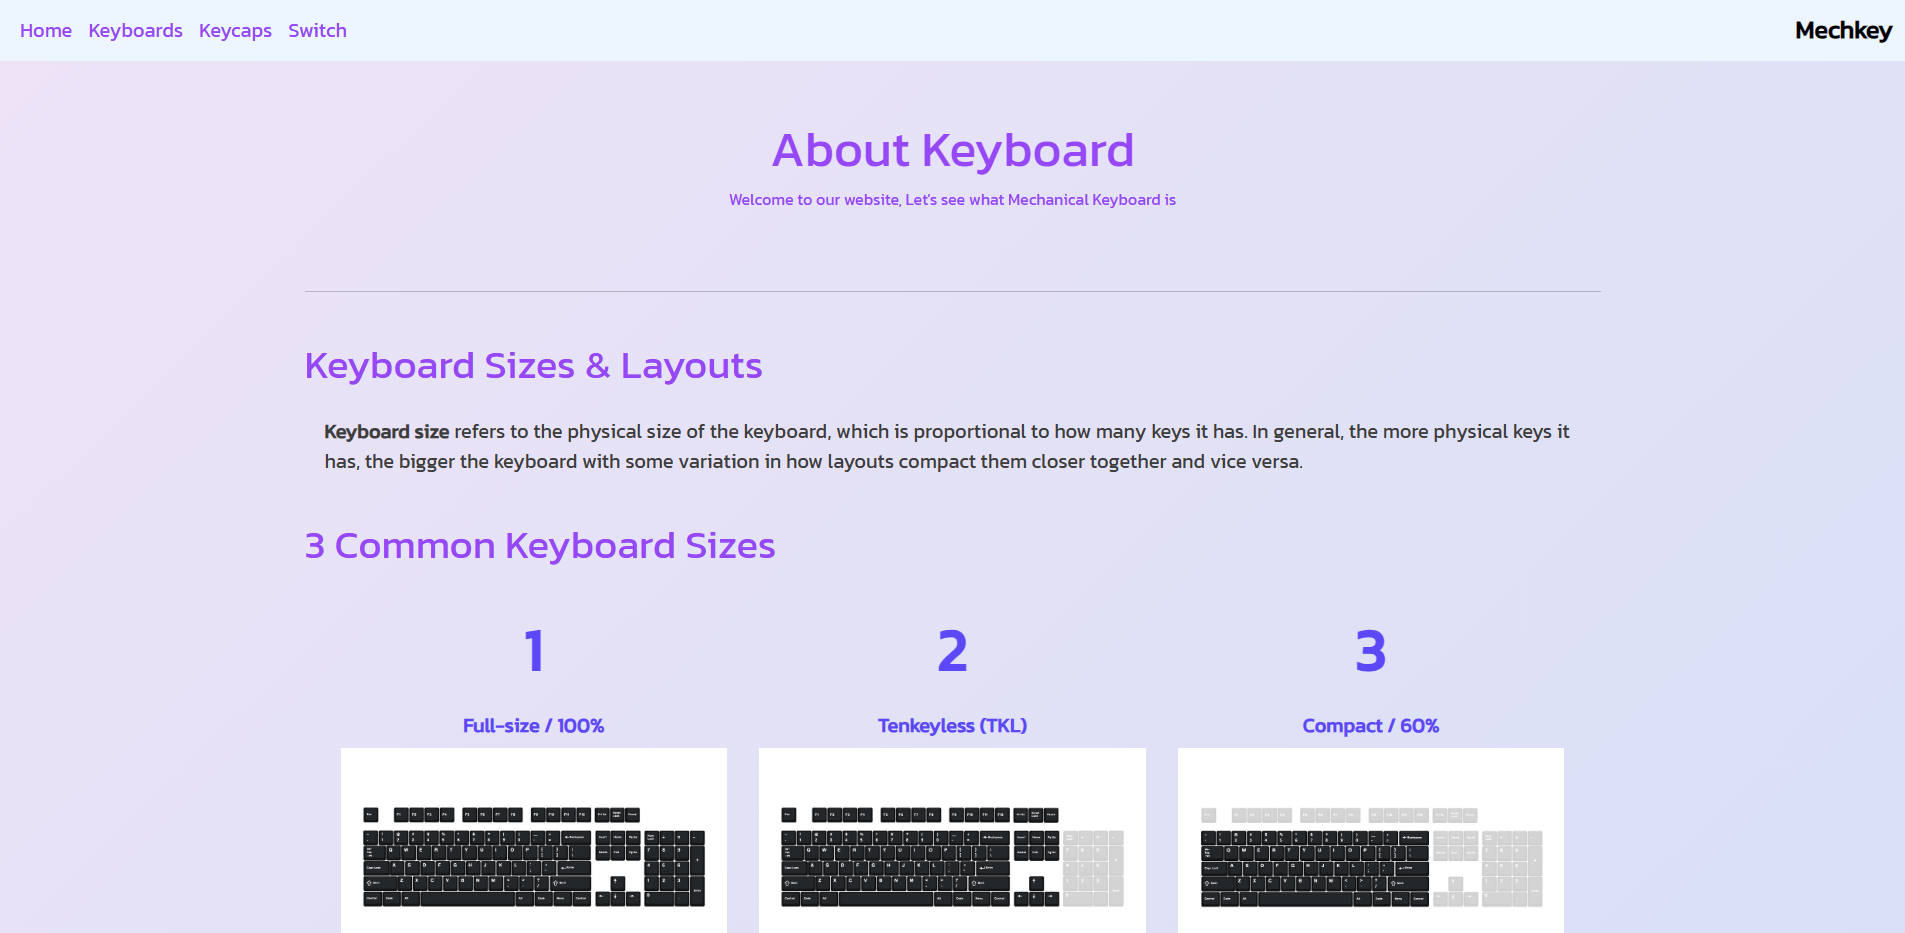 Home Keyboards Keycaps Switch
Mechkey
About Keyboard
Welcome to our website, Let's see what Mechanical Keyboard is
Keyboard Sizes & Layouts
Keyboard size refers to the physical size of the keyboard, which is proportional to how many keys it has. In general, the more physical keys it
has, the bigger the keyboard with some variation in how layouts compact them closer together and vice versa.
3 Common Keyboard Sizes
1
2
3
Full-size / 100%
Tenkeyless (TKL)
Compact / 60%